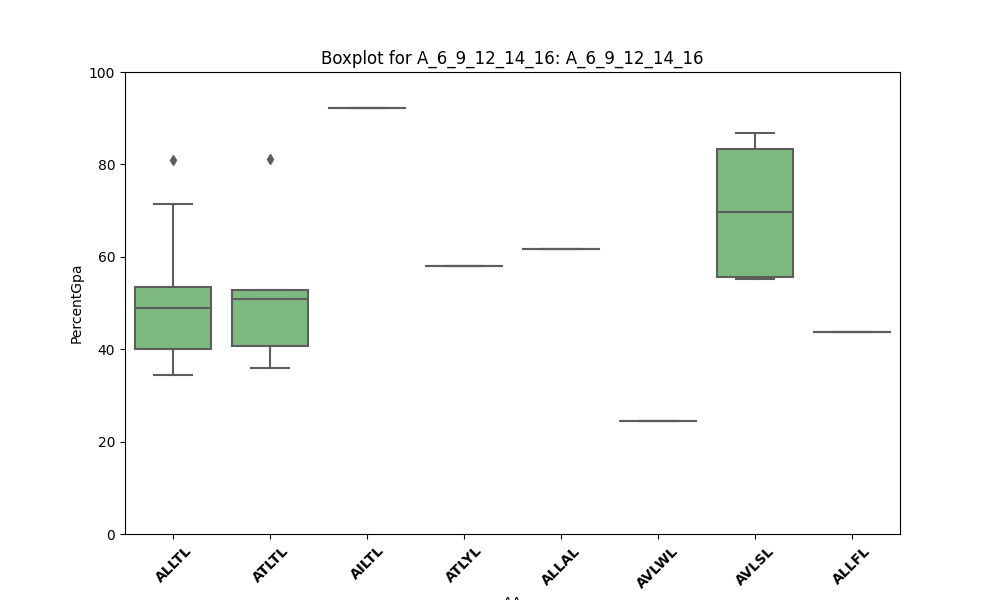 Boxplot for A_6_9_12_14_16: A_6_9_12_14_16
100
80
60
40
20
0
PercentGpa
ALLTL
ATLTL
AILTL
ATLYL
ALLAL
AVLWL
AVLSL
ALLFL